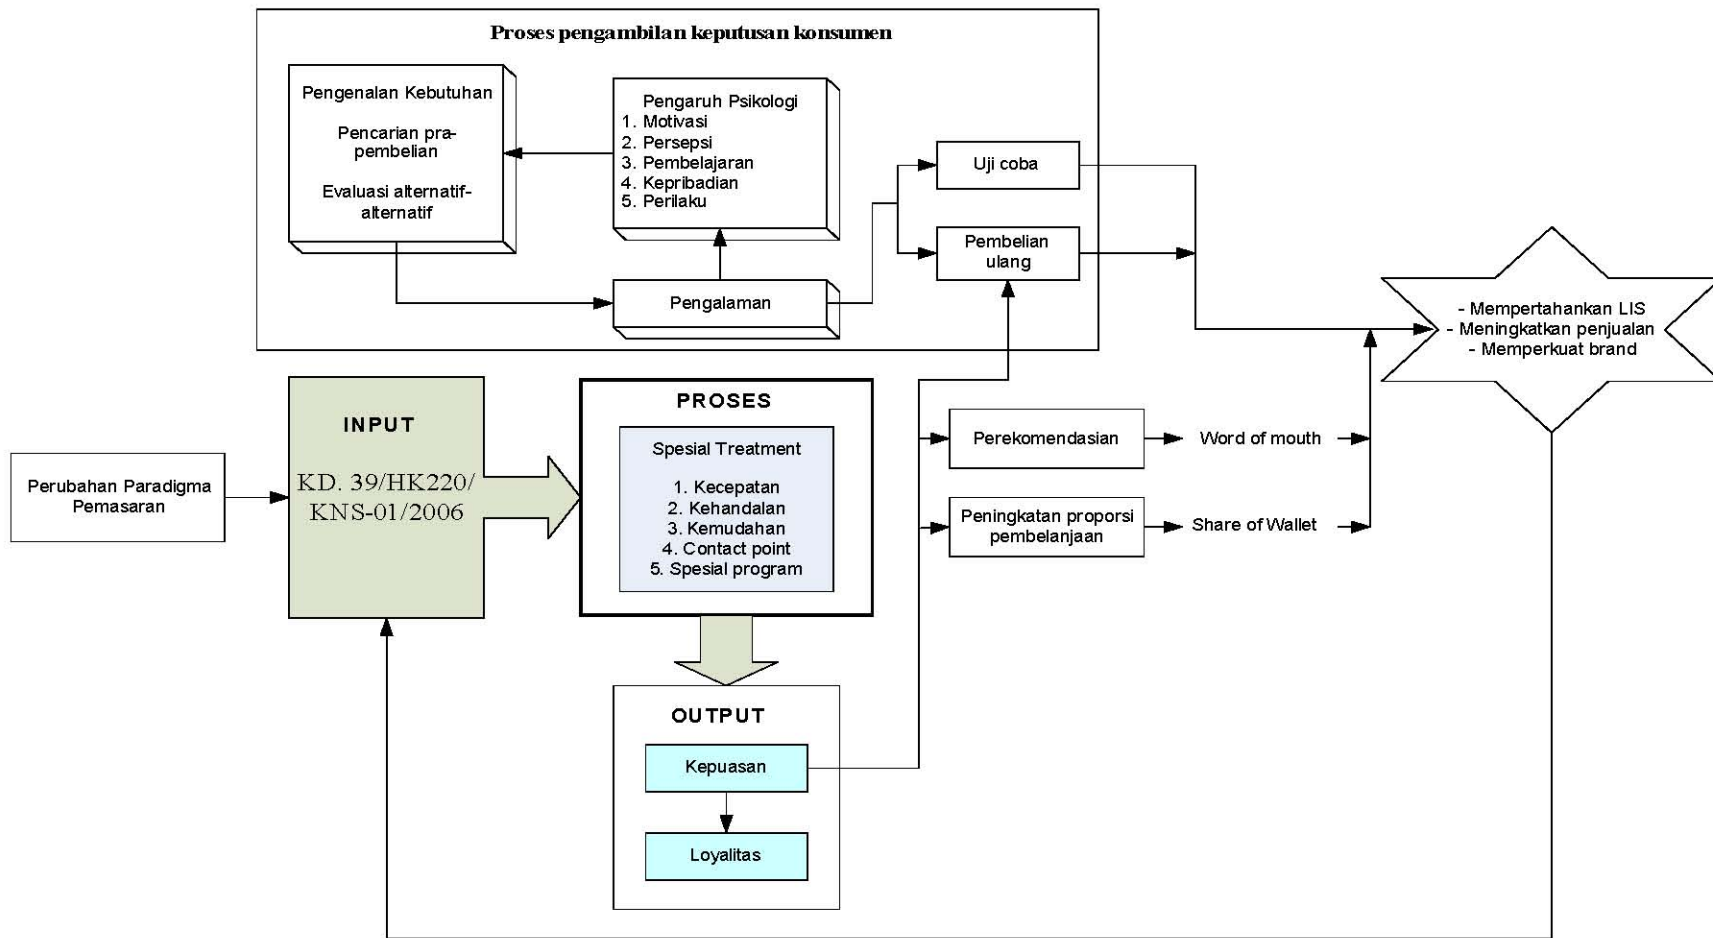 Proses pengambilan keputusan konsumen
Pengenalan Kebutuhan
Pencarian pra-
pembelian
Evaluasi alternatif-
alternatif
Pengaruh Psikologi
1. Motivasi
2. Persepsi
3. Pembelajaran
4. Kepribadian
5. Perilaku
Pengalaman
Uji coba
Pembelian
ulang
- Mempertahankan LIS
- Meningkatkan penjualan
- Memperkuat brand
Perubahan Paradigma
Pemasaran
INPUT
KD. 39/HK220/
KNS-01/2006
PROSES
Spesial Treatment
1. Kecepatan
2. Kehandalan
3. Kemudahan
4. Contact point
5. Spesial program
Perekomendasian
Word of mouth
Peningkatan proporsi
pembelanjaan
Share of Wallet
OUTPUT
Kepuasan
Loyalitas